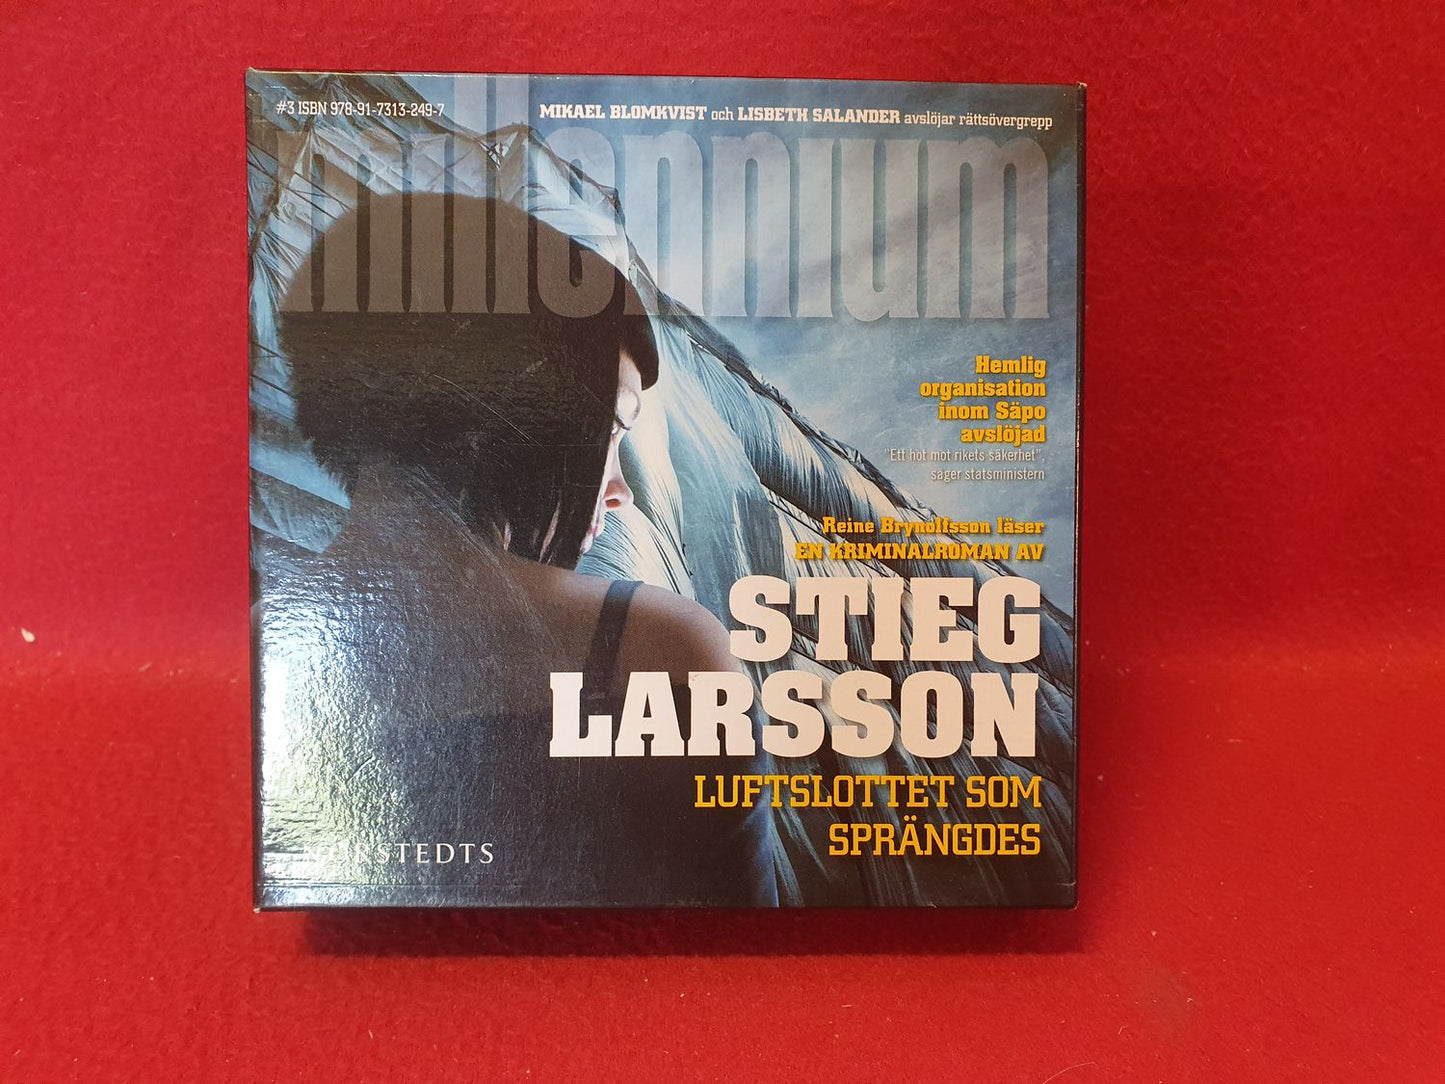 #3 ISBN 978-91-7313-249-7
MIKAEL BLOMKVIST och LISBETH SALANDER avslöjar rättsövergrepp
millennium
Hemlig
organisation
inom Säpo
avslöjad
"Ett hot mot rikets säkerhet",
säger statsministern
Reine Brynolfsson läser
EN KRIMINALROMAN AV
STIEG
LARSSON
LUFTSLOTTET SOM
SPRÄNGDES
NORSTEDTS